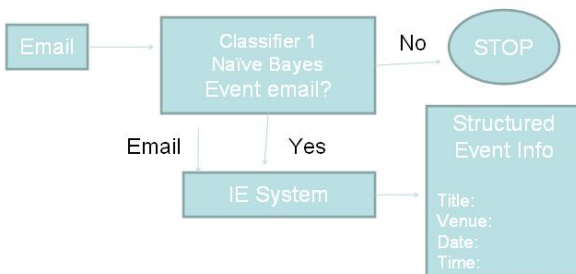 Email
Classifier 1
Naïve Bayes
Event email?
No
STOP
Email
Yes
IE System
Structured
Event Info
Title:
Venue:
Date:
Time: